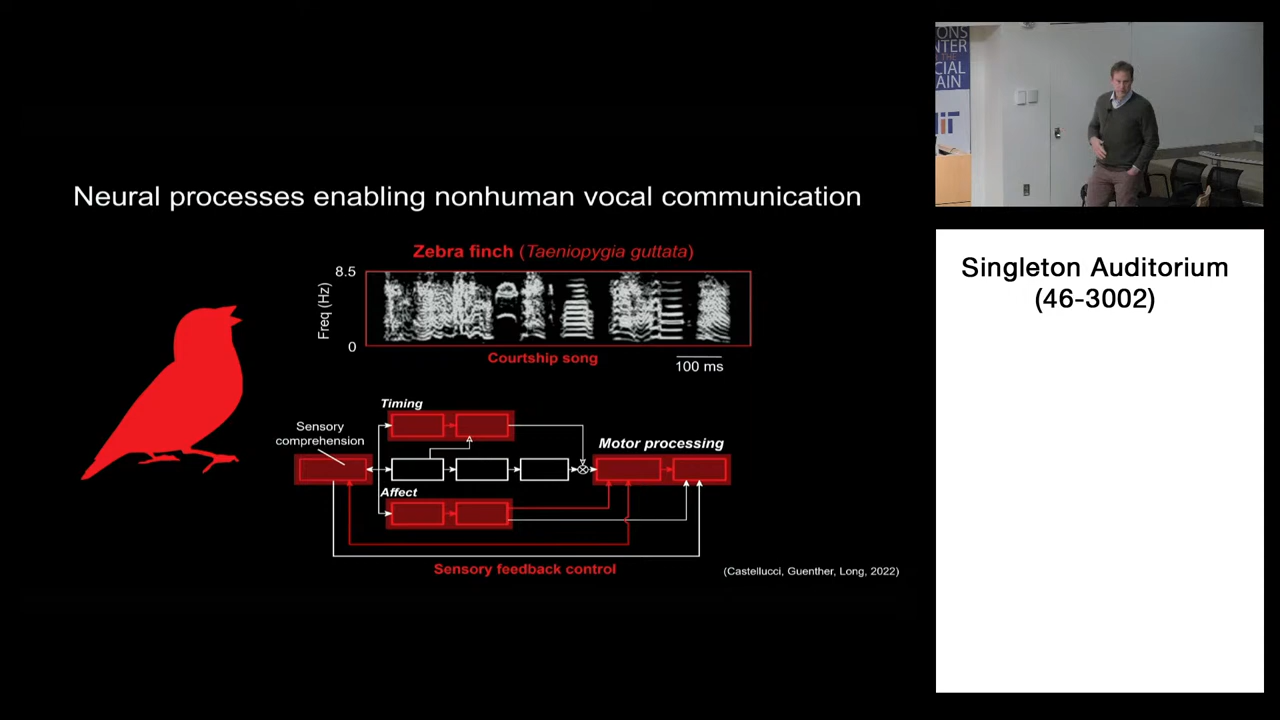 Neural processes enabling nonhuman vocal communication
Zebra finch (Taeniopygia guttata)
8.5
Freq (Hz)
0
Courtship song
100 ms
Timing
Sensory
comprehension
Motor processing
Affect
Sensory feedback control
(Castellucci, Guenther, Long, 2022)
Singleton Auditorium
(46-3002)